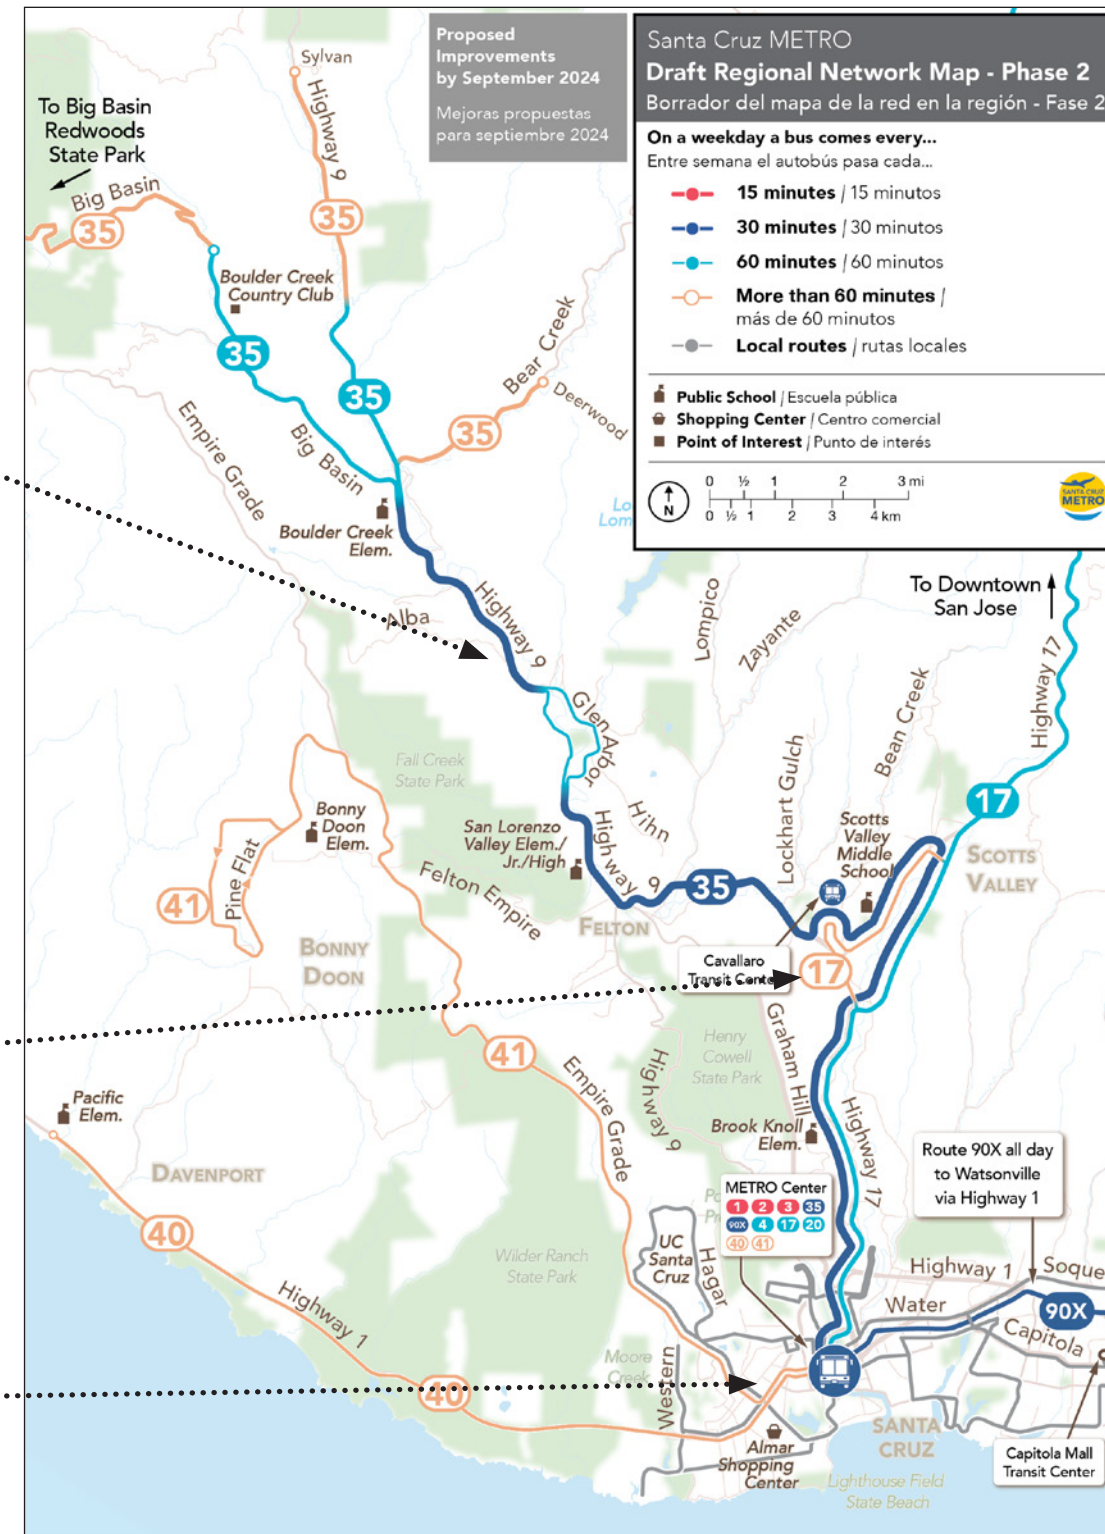 Proposed
Improvements
by September 2024
Mejoras propuestas
para septiembre 2024
Santa Cruz METRO
Draft Regional Network Map - Phase 2
Borrador del mapa de la red en la región - Fase 2
On a weekday a bus comes every...
Entre semana el autobús pasa cada...
15 minutes / 15 minutos
30 minutes / 30 minutos
60 minutes / 60 minutos
More than 60 minutes /
más de 60 minutos
Local routes / rutas locales
Public School / Escuela pública
Shopping Center / Centro comercial
Point of Interest / Punto de interés
N
0 ½ 1 2 3 mi
0 ½ 1 2 3 4 km
SANTA CRUZ
METRO
Sylvan
Highway 9
To Big Basin
Redwoods
State Park
Big Basin
35
35
Boulder Creek
Country Club
35
35
Bear Creek
Deerwood
35
Empire Grade
Big Basin
Boulder Creek
Elem.
Lo
Lom
Alba
Highway 9
Lompico
Zayante
To Downtown
San Jose
Highway 17
Glen Arbor
Bean Creek
Lockhart Gulch
Fall Creek
State Park
Hihn
17
Bonny
Doon
Elem.
Pine Flat
41
San Lorenzo
Valley Elem./
Jr./High
Highway 9
Scotts
Valley
Middle
School
SCOTTS
VALLEY
35
Felton Empire
FELTON
BONNY
DOON
Cavallaro
Transit Center
17
41
Empire Grade
Henry
Cowell
State Park
Graham Hill
Highway 9
Pacific
Elem.
Brook Knoll
Elem.
Highway 17
Route 90X all day
to Watsonville
via Highway 1
DAVENPORT
METRO Center
1 2 3 35
90X 4 17 20
40 41
Po
Pr
40
UC
Santa
Cruz
Hagar
Wilder Ranch
State Park
Highway 1
Soque
Highway 1
Water
90X
Capitola
Moore
Creek
Western
40
SANTA
CRUZ
Almar
Shopping
Center
Capitola Mall
Transit Center
Lighthouse Field
State Beach